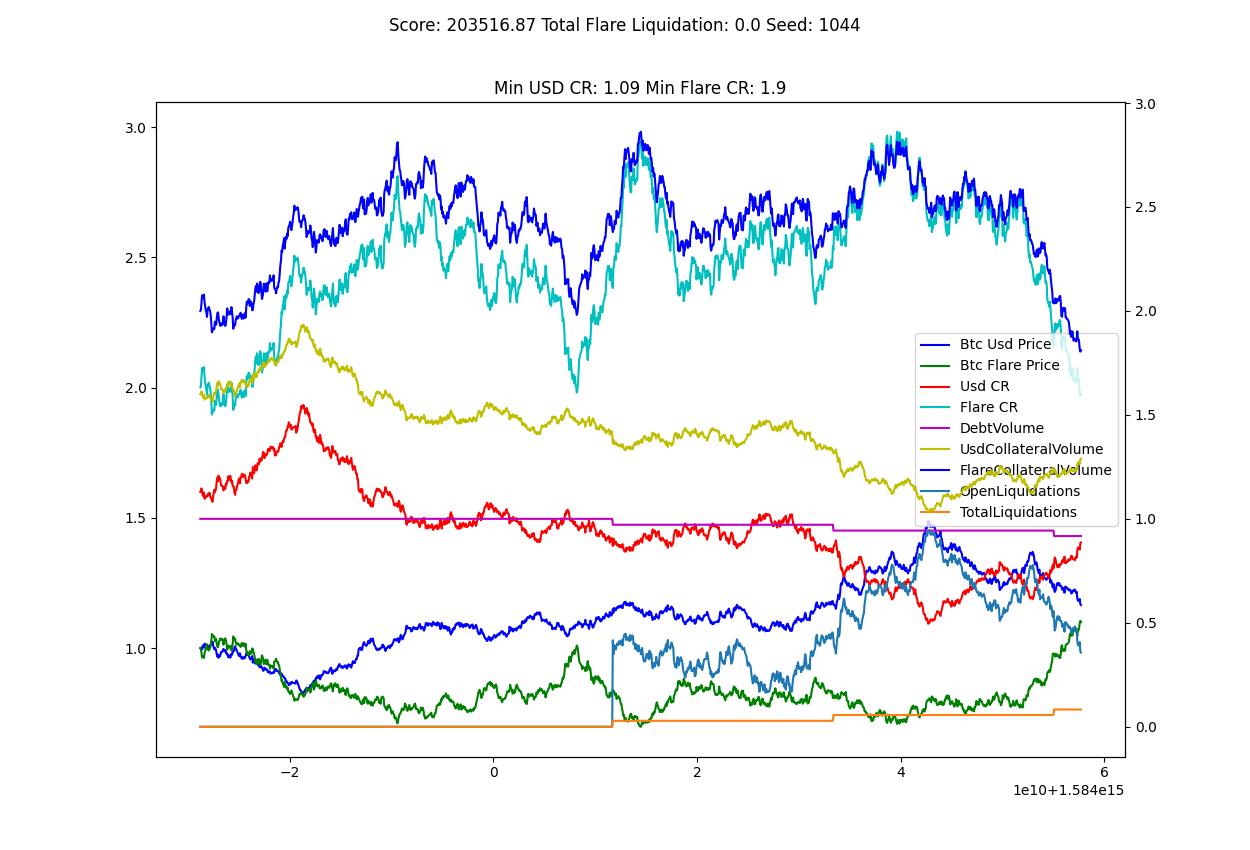 Score: 203516.87 Total Flare Liquidation: 0.0 Seed: 1044
Min USD CR: 1.09 Min Flare CR: 1.9
3.0
2.5
2.0
1.5
1.0
3.0
2.5
2.0
1.5
1.0
0.5
0.0
Btc Usd Price
Btc Flare Price
Usd CR
Flare CR
DebtVolume
UsdCollateralVolume
FlareCollateralVolume
OpenLiquidations
TotalLiquidations
−2 0 2 4 6
1e10+1.584e15